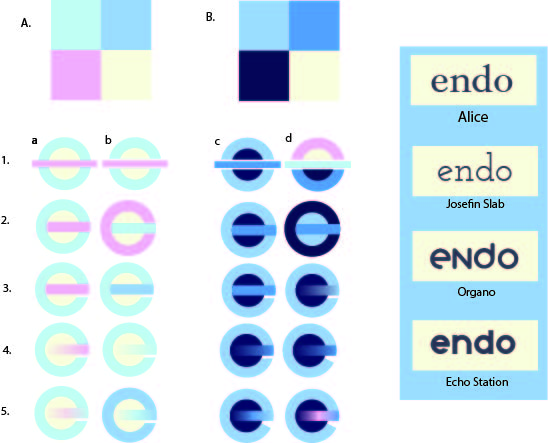 A.
B.
a
b
c
d
1.
2.
3.
4.
5.
endo
Alice
endo
Josefin Slab
eNdo
Organo
endo
Echo Station